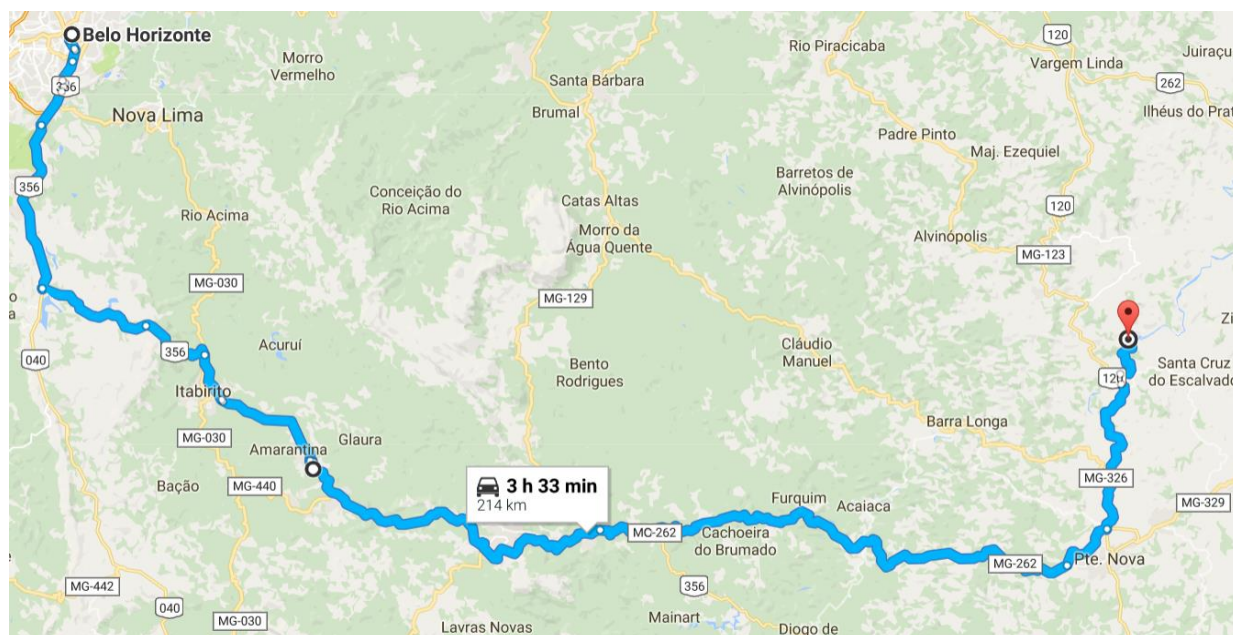 Belo Horizonte
Morro
Vermelho
Rio Piracicaba
120
Vargem Linda
Juiraçu
262
Ilhéus do Prat
Santa Bárbara
Brumal
Nova Lima
Padre Pinto
Maj. Ezequiel
356
Conceição do
Rio Acima
Barretos de
Alvinópolis
120
Rio Acima
Catas Altas
Morro da
Água Quente
Alvinópolis
MG-123
MG-030
MG-129
040
356
Acuruí
Cláudio
Manuel
Bento
Rodrigues
Santa Cruz
do Escalvado
Itabirito
MG-030
Amarantina
Glaura
Barra Longa
Bação
MG-440
3 h 33 min
214 km
Furquim
Acaiaca
MG-326
MG-329
Cachoeira
do Brumado
MG-262
Pte. Nova
MG-442
040
MG-030
356
Mainart
Lavras Novas
Diogo de